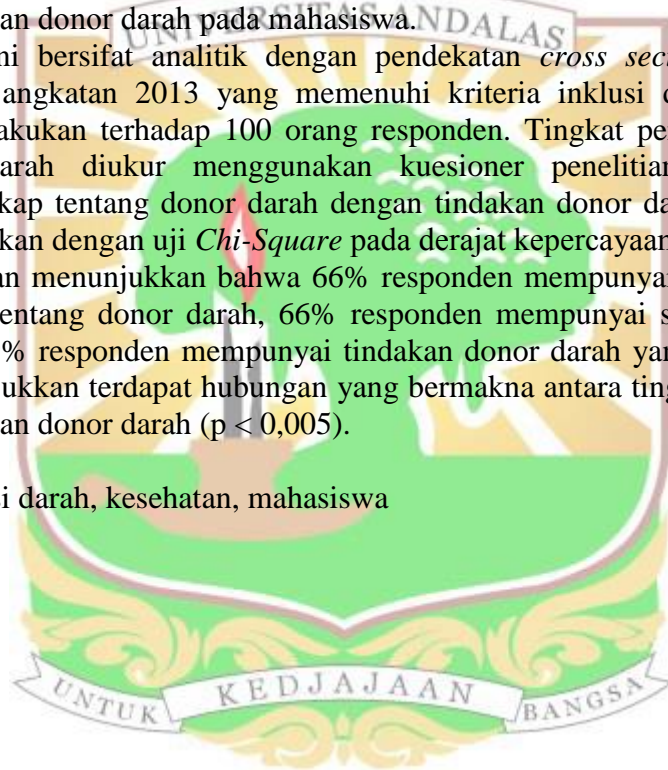 an donor darah pada mahasiswa.
UNIVERSITAS ANDALAS
ni bersifat analitik dengan pendekatan cross sec
angkatan 2013 yang memenuhi kriteria inklusi
akukan terhadap 100 orang responden. Tingkat pe
arah diukur menggunakan kuesioner penelitian
kap tentang donor darah dengan tindakan donor da
kan dengan uji Chi-Square pada derajat kepercayaan
an menunjukkan bahwa 66% responden mempunya
entang donor darah, 66% responden mempunyai s
% responden mempunyai tindakan donor darah yan
ukkan terdapat hubungan yang bermakna antara ting
an donor darah (p < 0,005).
i darah, kesehatan, mahasiswa
UNTUK KEDJAJAAN BANGSA